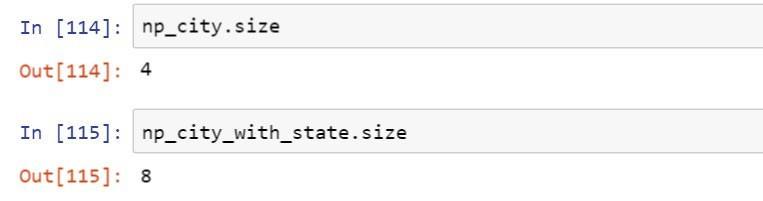 In [114]: np_city.size
Out[114]: 4
In [115]: np_city_with_state.size
Out[115]: 8